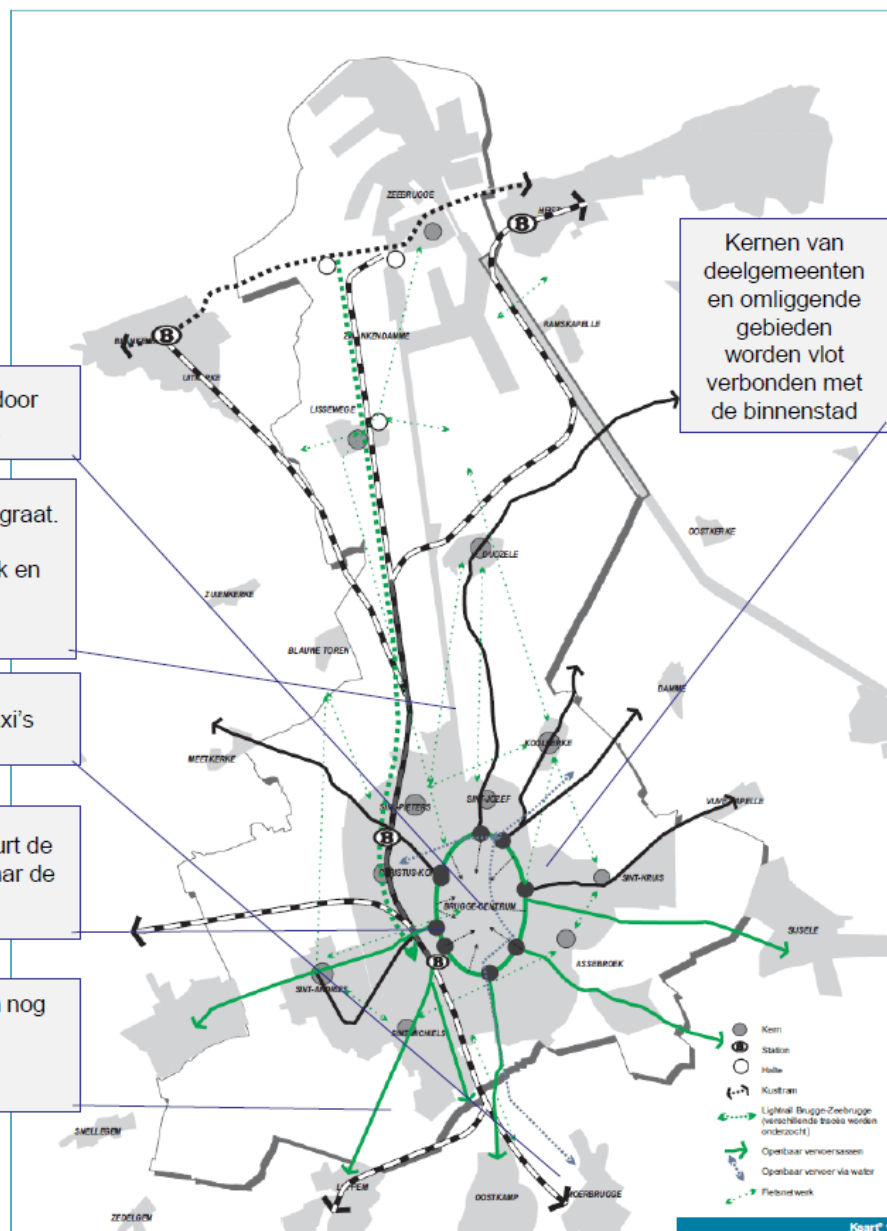 ZEEBRUGGE
HEIST
B
Kernen van
deelgemeenten
en omliggende
gebieden
worden vlot
verbonden met
de binnenstad
RAMSKAPELLE
B
ZWANKENDAMME
UITKERKE
door
LISSEWEGE
graat.
k en
OOSTKERKE
DUDZELE
ZUIENKERKE
BLAUWE TOREN
xi's
DAMME
KOOLKERKE
MEETKERKE
SINT-PIETERS
SINT-JOZEF
VIJVEKAPELLE
B
urt de
ar de
SINT-KRUIS
BRUGGE-CENTRUM
SIJSELE
ASSEBROEK
B
SINT-ANDRIES
n nog
SINT-MICHIELS
Kern
B
Station
Halte
Kusttram
SNELLEGEM
Lightrail Brugge-Zeebrugge
(verschillende tracés worden
onderzocht)
Openbaar vervoersassen
Openbaar vervoer via water
LOPPEM
OOSTKAMP
MOERBRUGGE
Fietsnetwerk
ZEDELGEM
Kaart